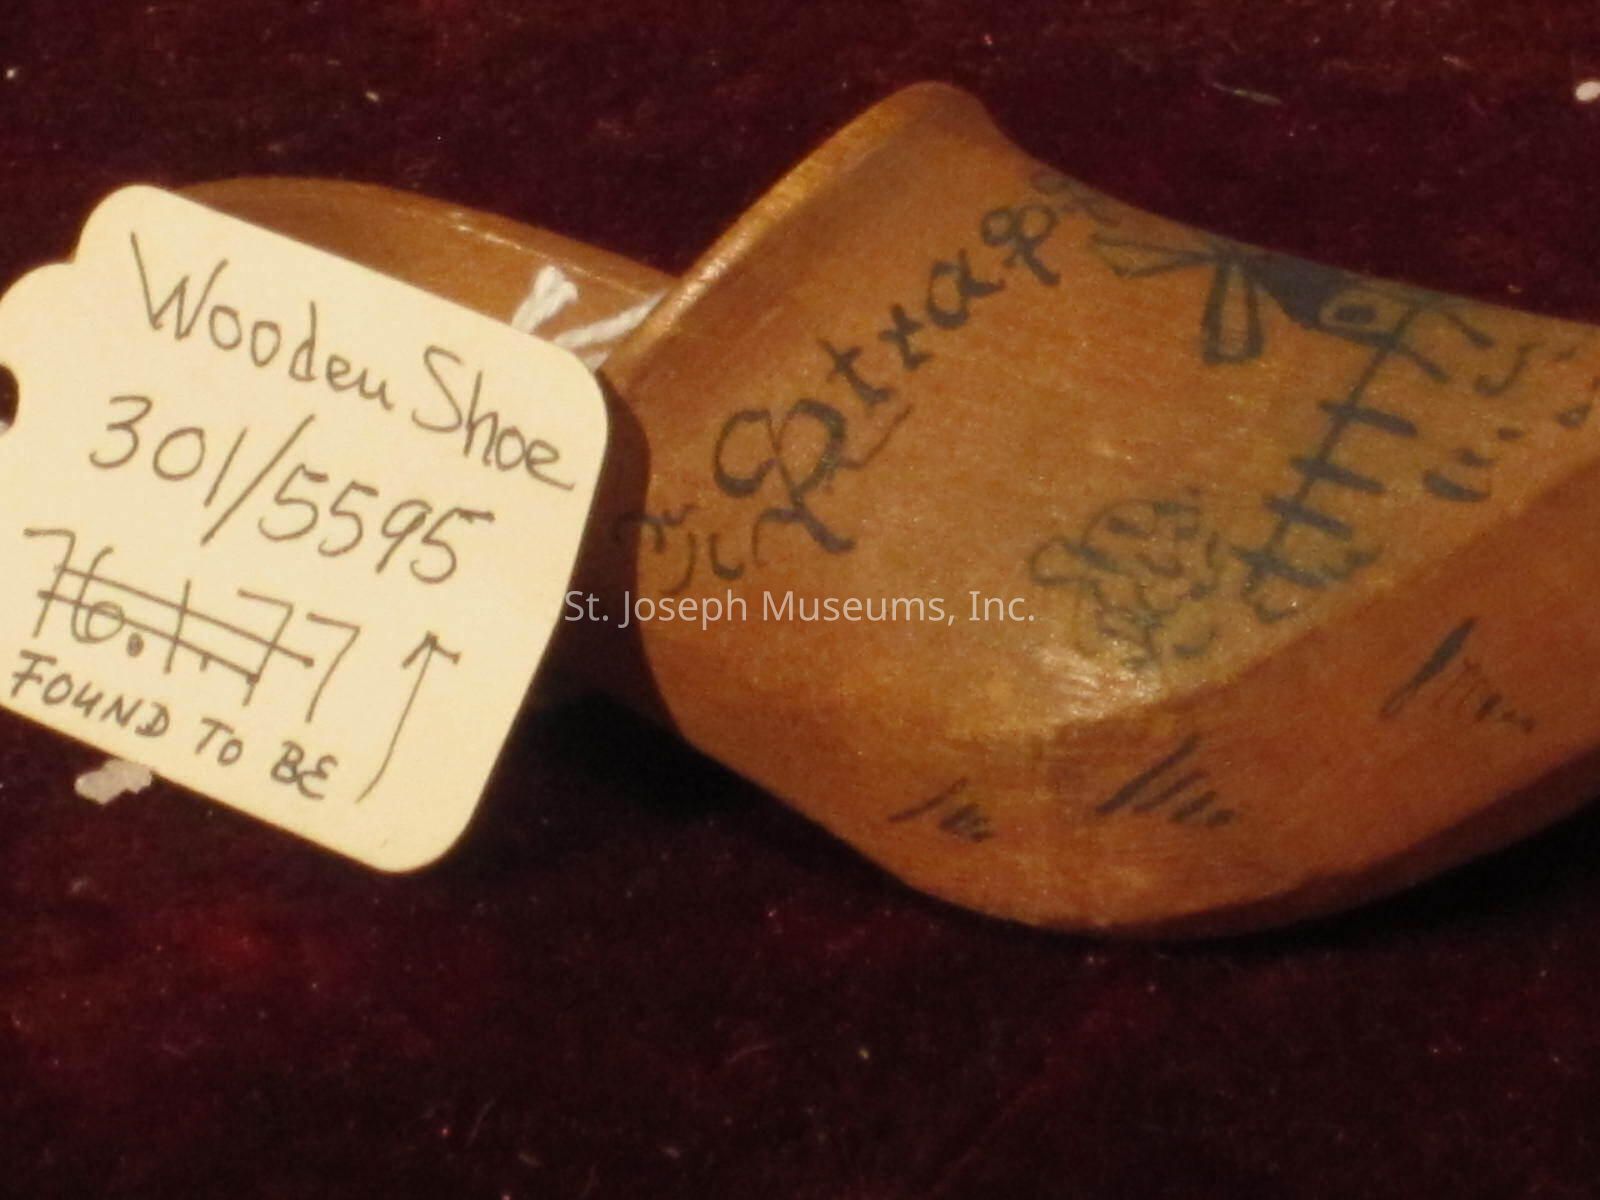 Wooden Shoe
301/5595
76.1.77
FOUND TO BE
St. Joseph Museums, Inc.